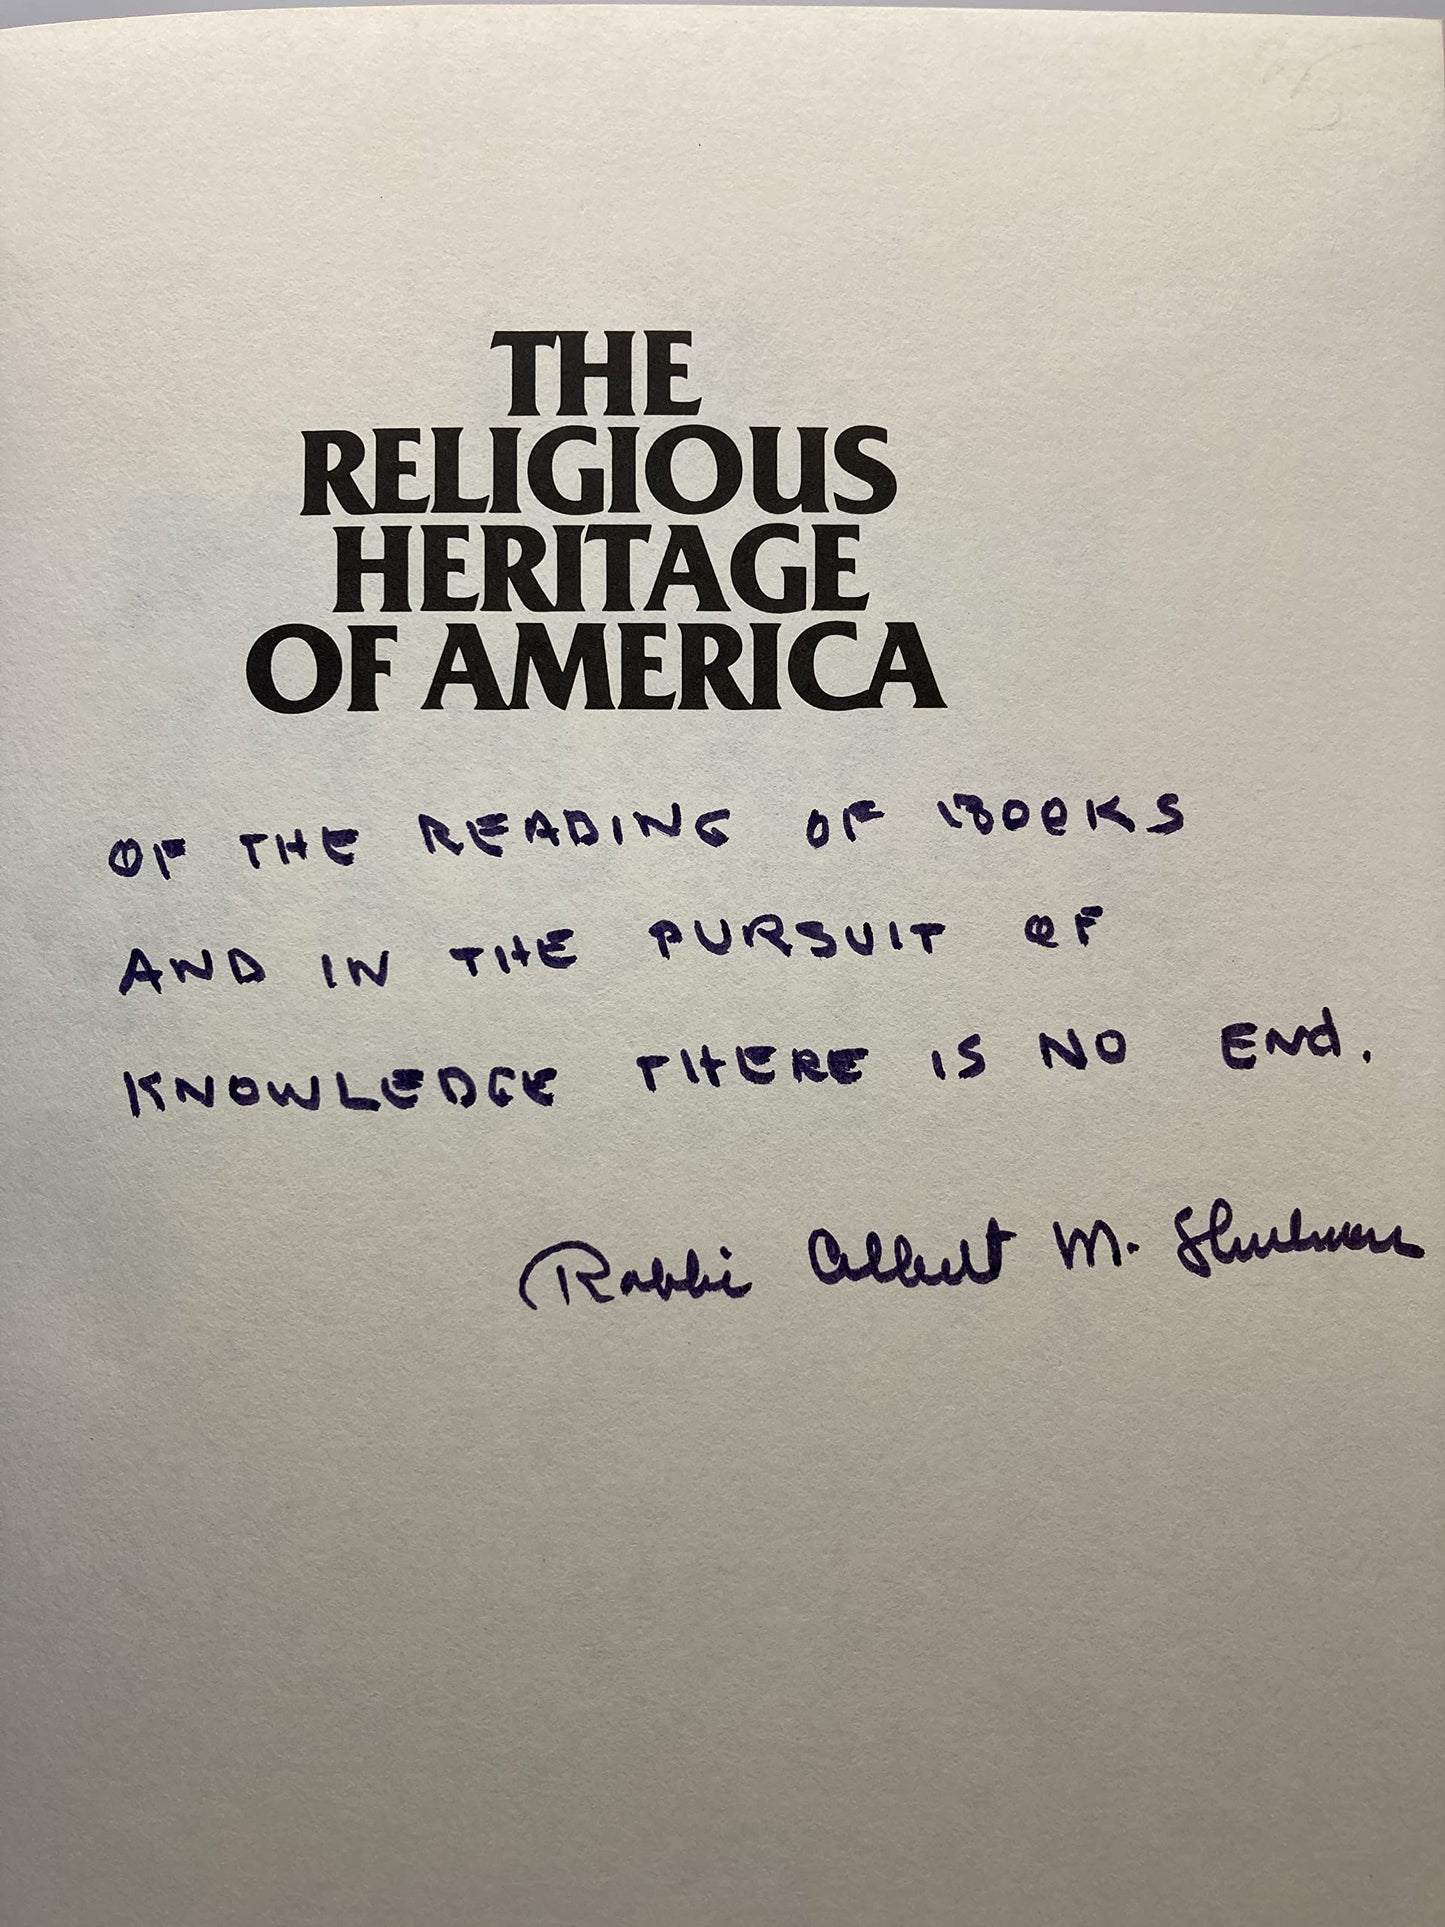 THE
RELIGIOUS
HERITAGE
OF AMERICA
OF THE READING OF BOOKS
AND IN THE PURSUIT OF
KNOWLEDGE THERE IS NO END.
Rabbi Albert M. Shulman